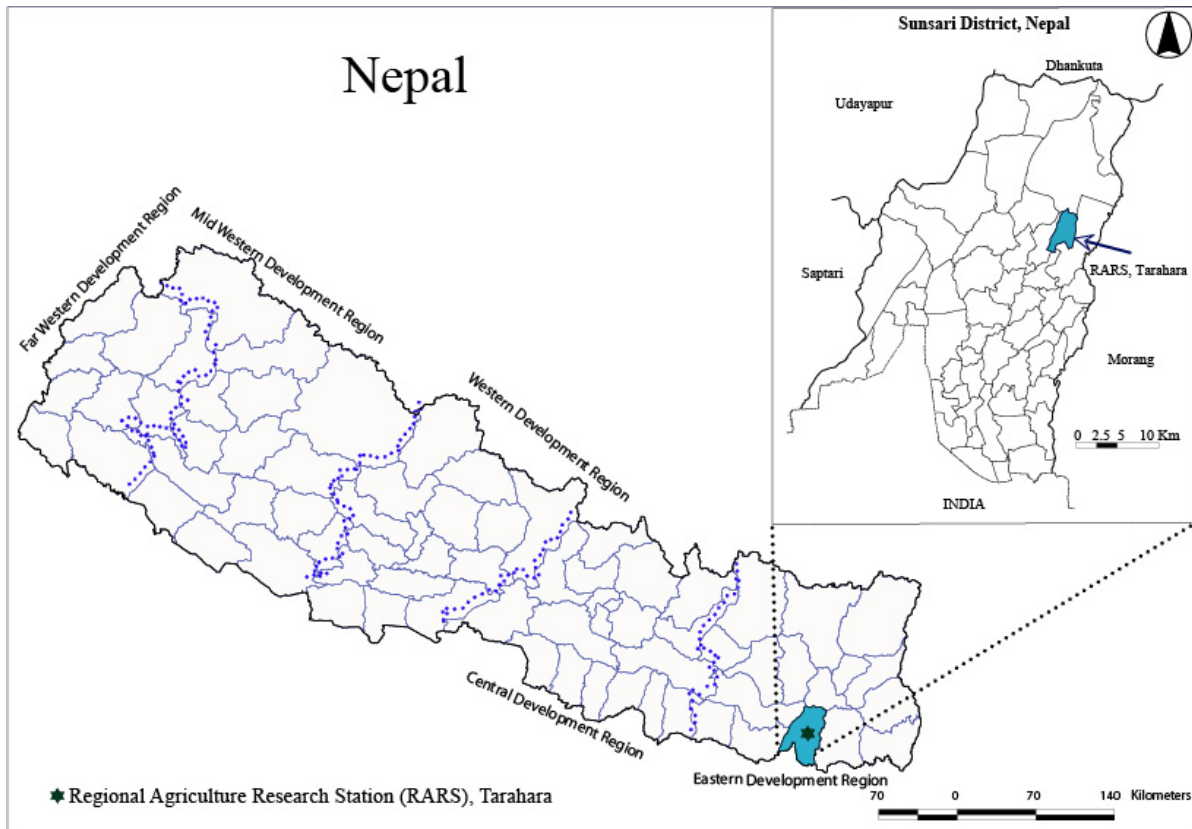 Nepal
Sunsari District, Nepal
Dhankuta
Udayapur
Saptari
RARS, Tarahara
Morang
0 2.5 5 10 Km
INDIA
Far Western Development Region
Mid Western Development Region
Western Development Region
Central Development Region
Eastern Development Region
Regional Agriculture Research Station (RARS), Tarahara
70 0 70 140 Kilometers